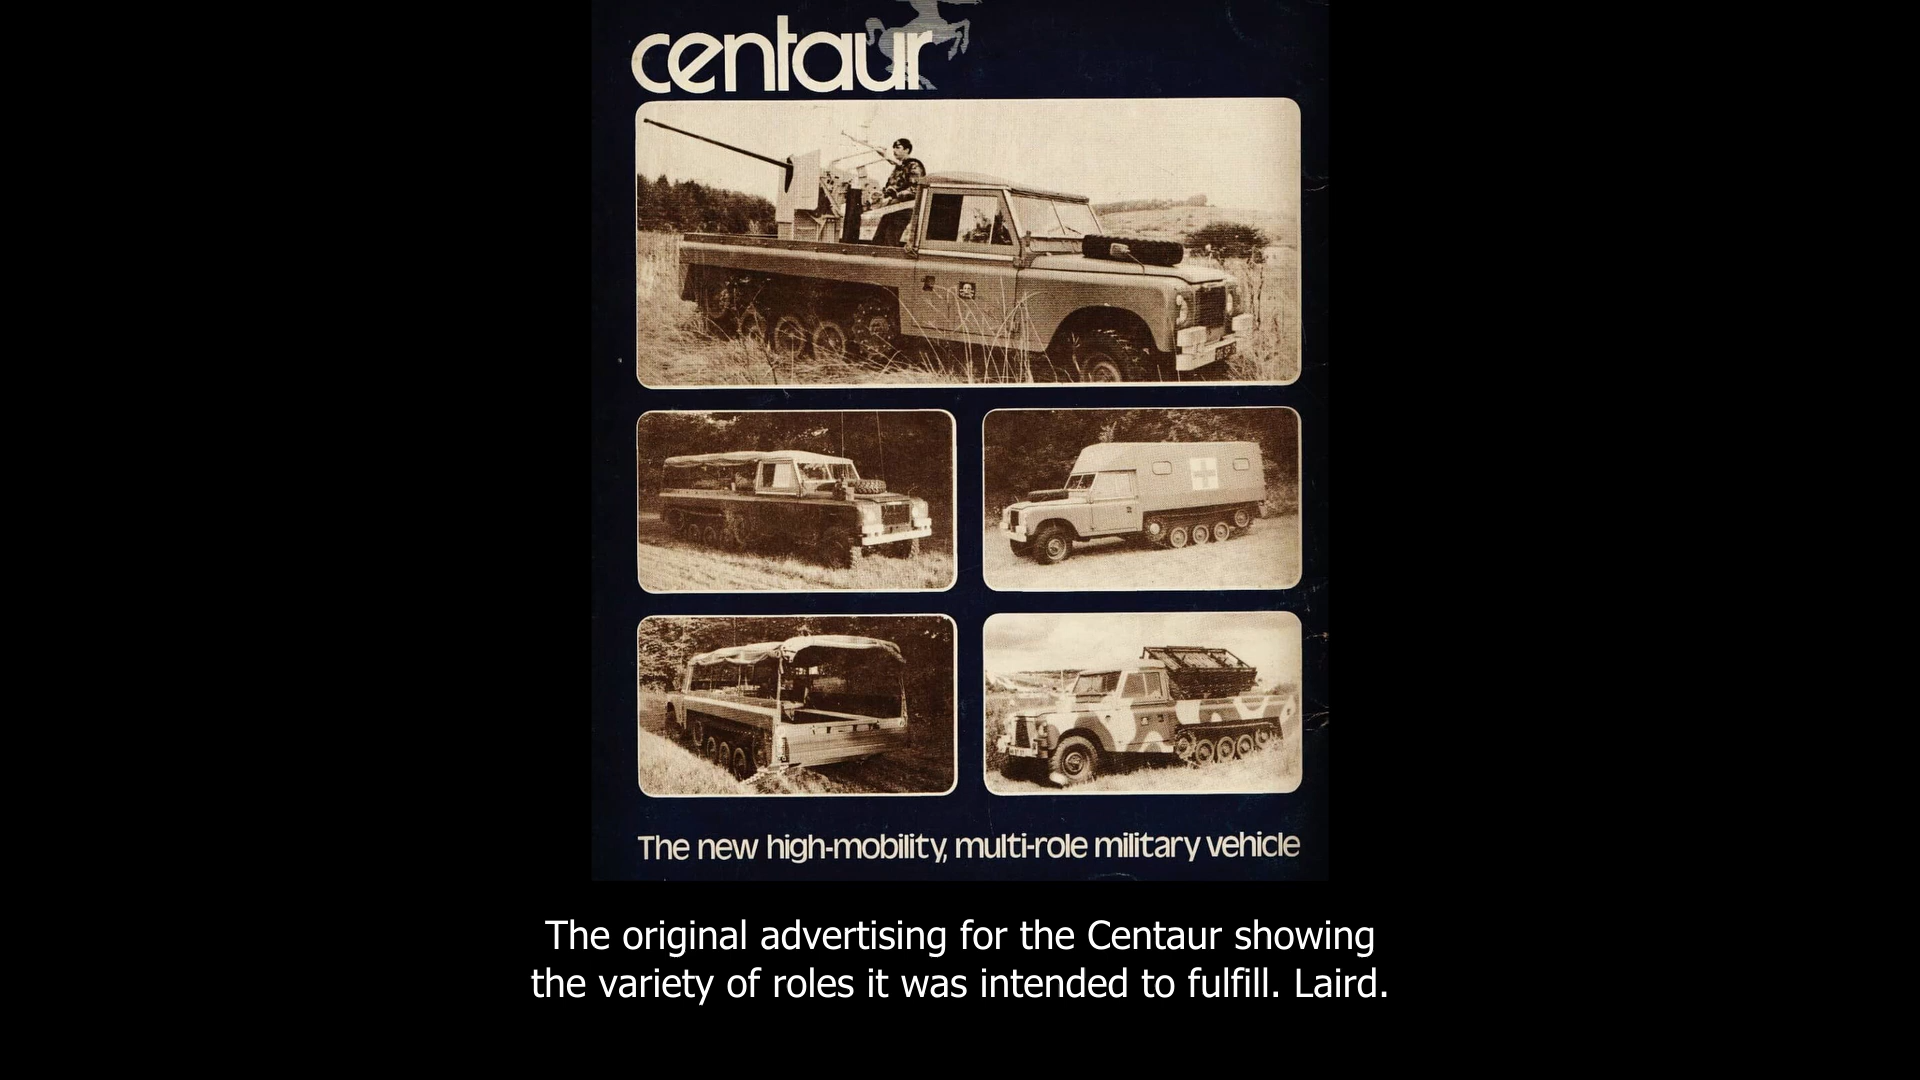 centaur
The new high-mobility, multi-role military vehicle
The original advertising for the Centaur showing
the variety of roles it was intended to fulfill. Laird.